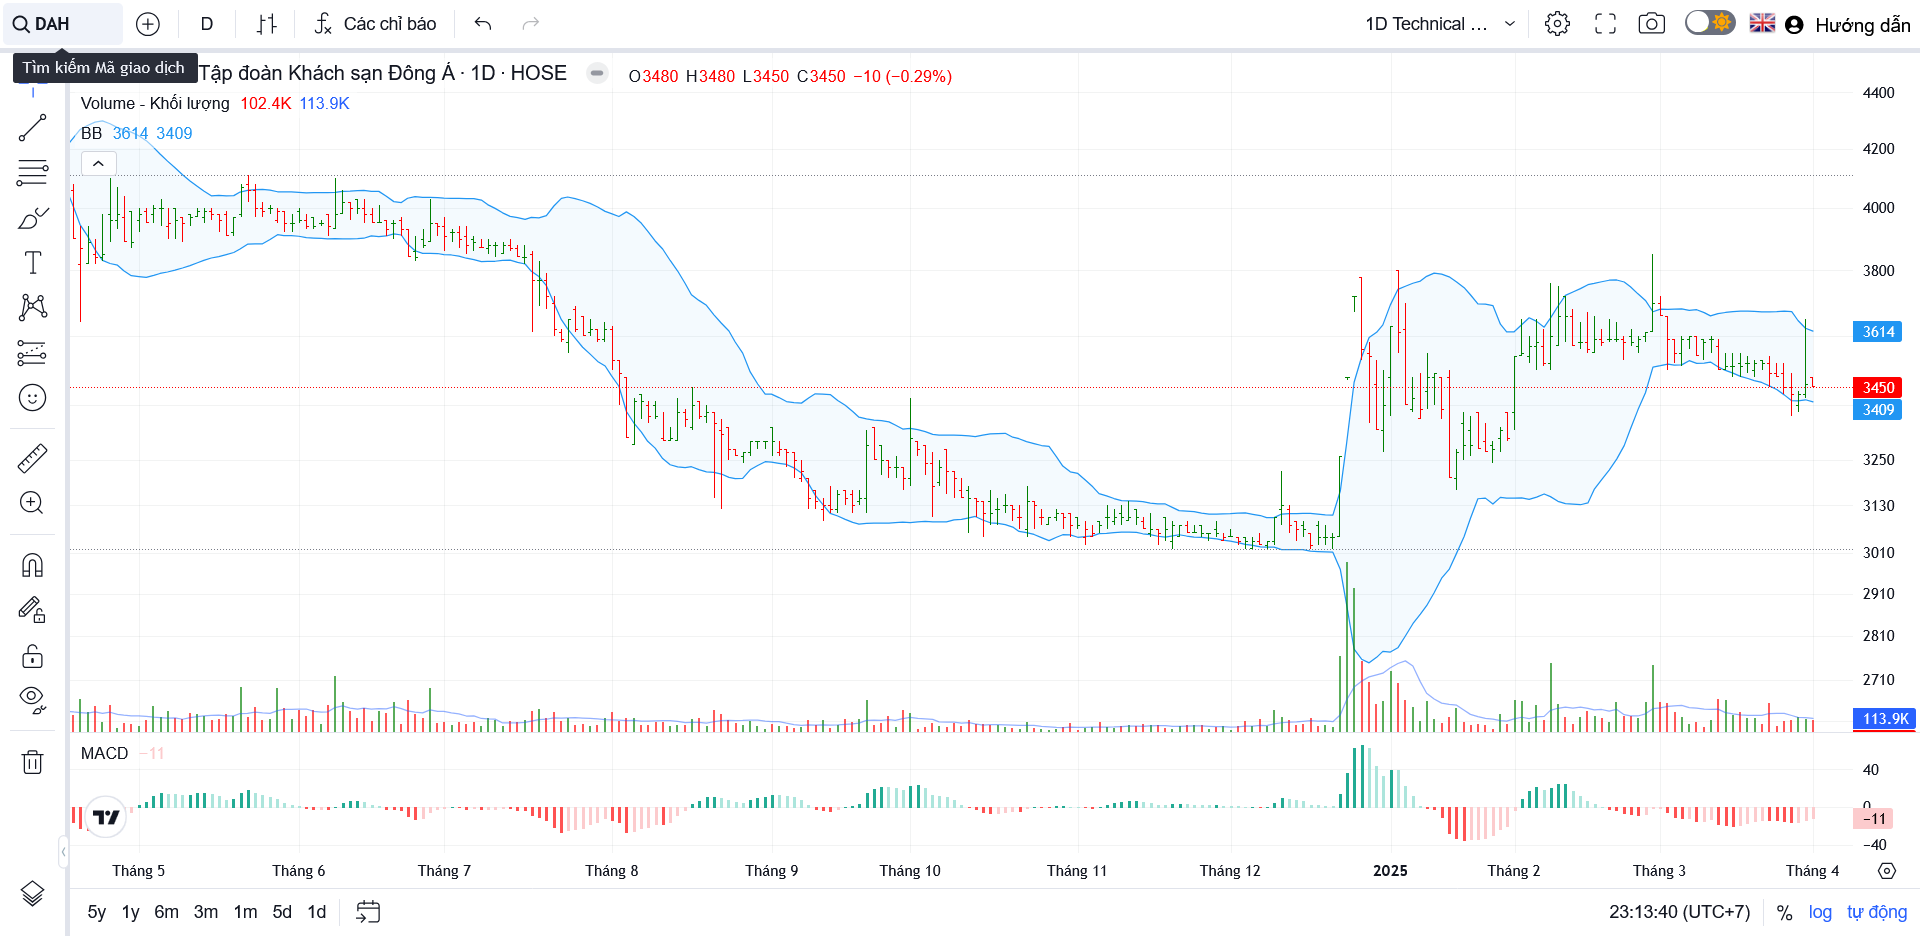 DAH
D
Các chỉ báo
1D Technical ...
Hướng dẫn
Tìm kiếm Mã giao dịch
Tập đoàn Khách sạn Đông Á · 1D · HOSE
O3480 H3480 L3450 C3450 −10 (−0.29%)
Volume - Khối lượng 102.4K 113.9K
BB 3614 3409
4400
4200
4000
3800
3614
3450
3409
3250
3130
3010
2910
2810
2710
113.9K
MACD −11
40
0
−11
−40
Tháng 5 Tháng 6 Tháng 7 Tháng 8 Tháng 9 Tháng 10 Tháng 11 Tháng 12 2025 Tháng 2 Tháng 3 Tháng 4
5y 1y 6m 3m 1m 5d 1d
23:13:40 (UTC+7) % log tự động